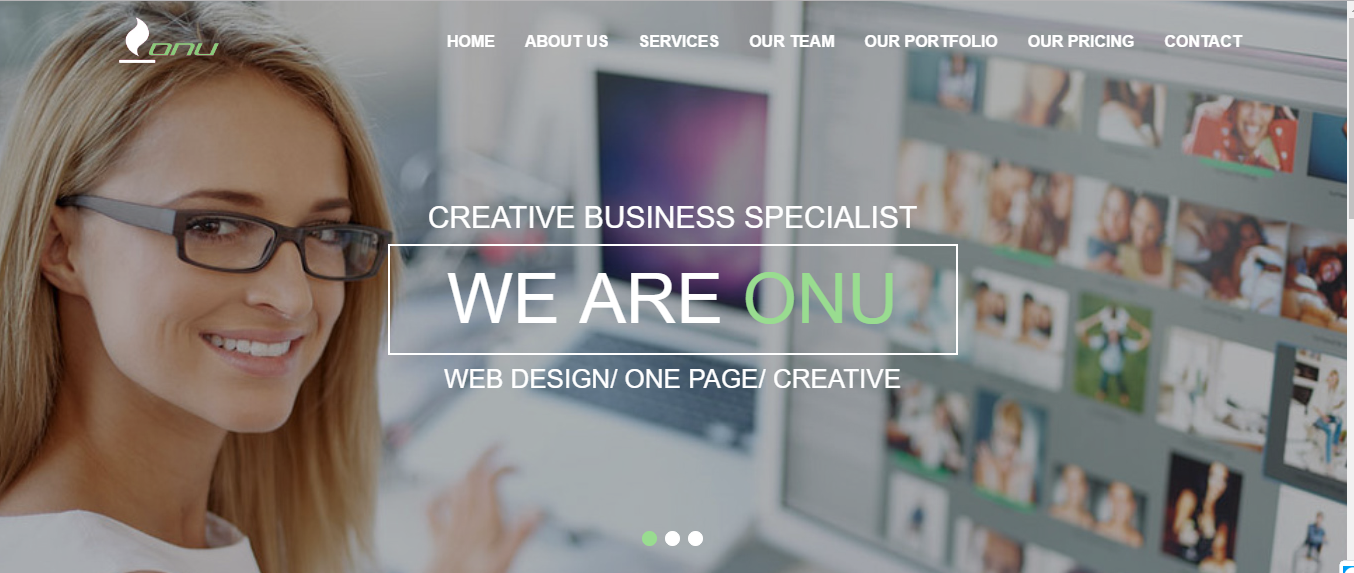 onu
HOME ABOUT US SERVICES OUR TEAM OUR PORTFOLIO OUR PRICING CONTACT
CREATIVE BUSINESS SPECIALIST
WE ARE ONU
WEB DESIGN/ ONE PAGE/ CREATIVE